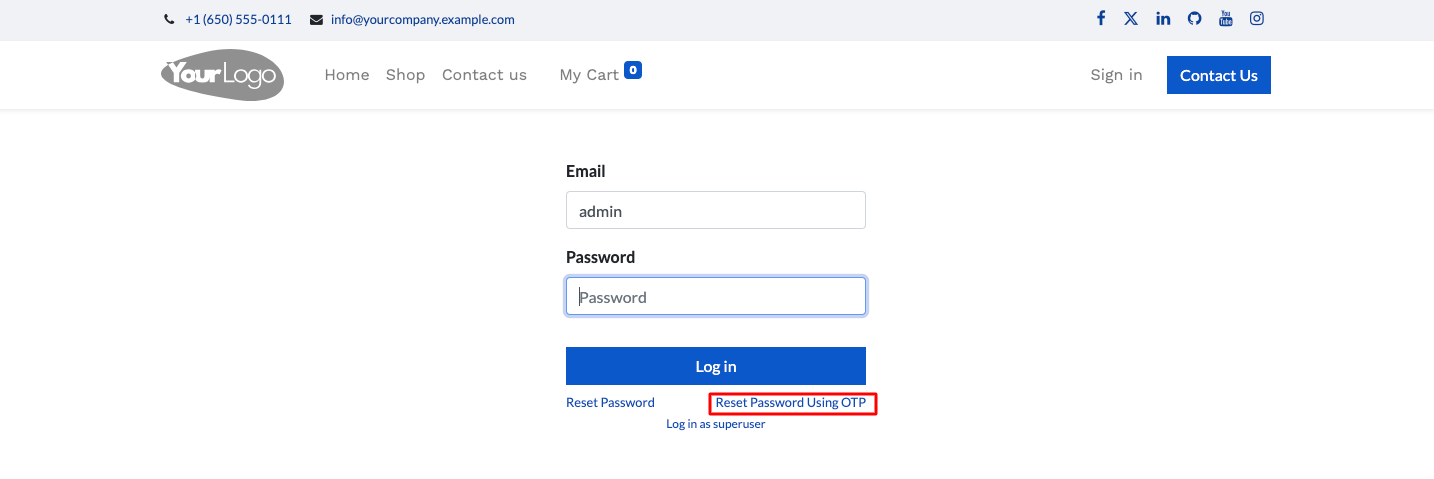 +1 (650) 555-0111 info@yourcompany.example.com
YourLogo Home Shop Contact us My Cart 0 Sign in Contact Us
Email
admin
Password
Password
Log in
Reset Password Reset Password Using OTP
Log in as superuser